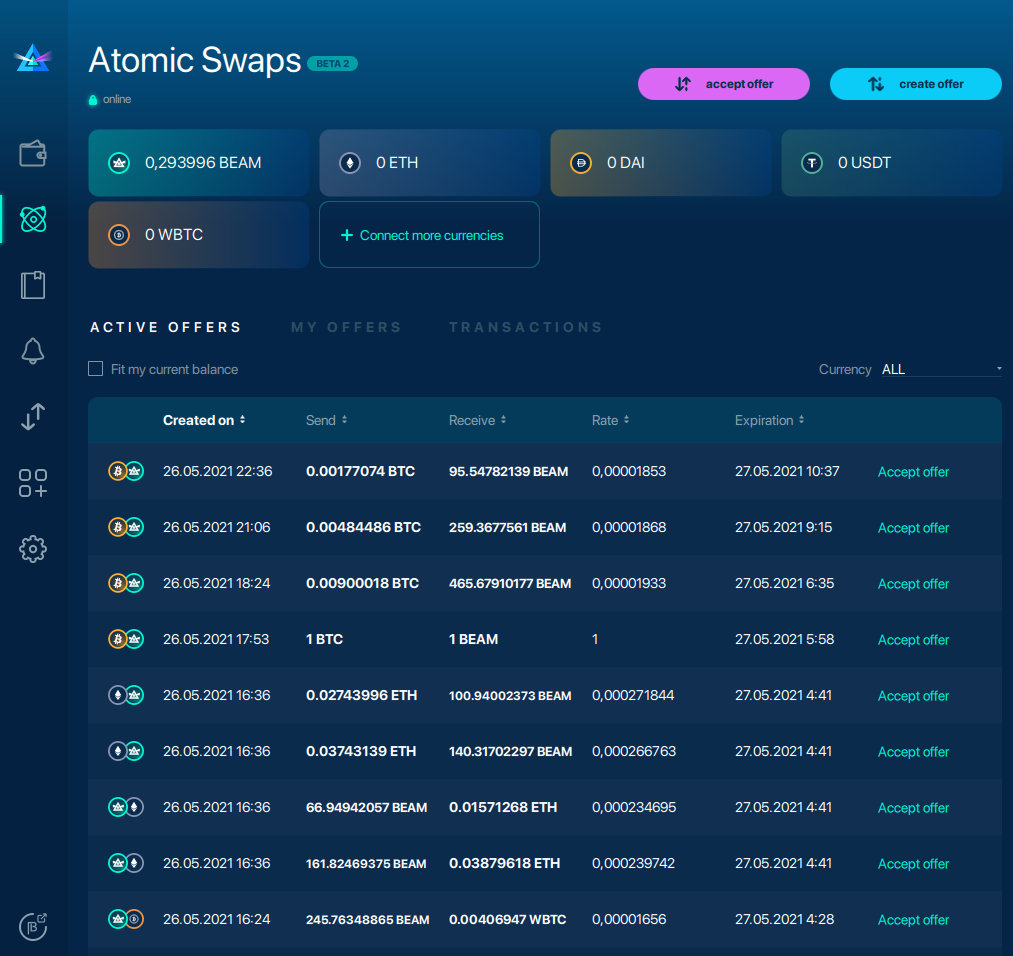 Atomic Swaps BETA 2
online
accept offer
create offer
0,293996 BEAM
0 ETH
0 DAI
0 USDT
0 WBTC
+ Connect more currencies
ACTIVE OFFERS MY OFFERS TRANSACTIONS
Fit my current balance
Currency ALL
Created on Send Receive Rate Expiration
26.05.2021 22:36 0.00177074 BTC 95.54782139 BEAM 0,00001853 27.05.2021 10:37 Accept offer
26.05.2021 21:06 0.00484486 BTC 259.3677561 BEAM 0,00001868 27.05.2021 9:15 Accept offer
26.05.2021 18:24 0.00900018 BTC 465.67910177 BEAM 0,00001933 27.05.2021 6:35 Accept offer
26.05.2021 17:53 1 BTC 1 BEAM 1 27.05.2021 5:58 Accept offer
26.05.2021 16:36 0.02743996 ETH 100.94002373 BEAM 0,000271844 27.05.2021 4:41 Accept offer
26.05.2021 16:36 0.03743139 ETH 140.31702297 BEAM 0,000266763 27.05.2021 4:41 Accept offer
26.05.2021 16:36 66.94942057 BEAM 0.01571268 ETH 0,000234695 27.05.2021 4:41 Accept offer
26.05.2021 16:36 161.82469375 BEAM 0.03879618 ETH 0,000239742 27.05.2021 4:41 Accept offer
26.05.2021 16:24 245.76348865 BEAM 0.00406947 WBTC 0,00001656 27.05.2021 4:28 Accept offer